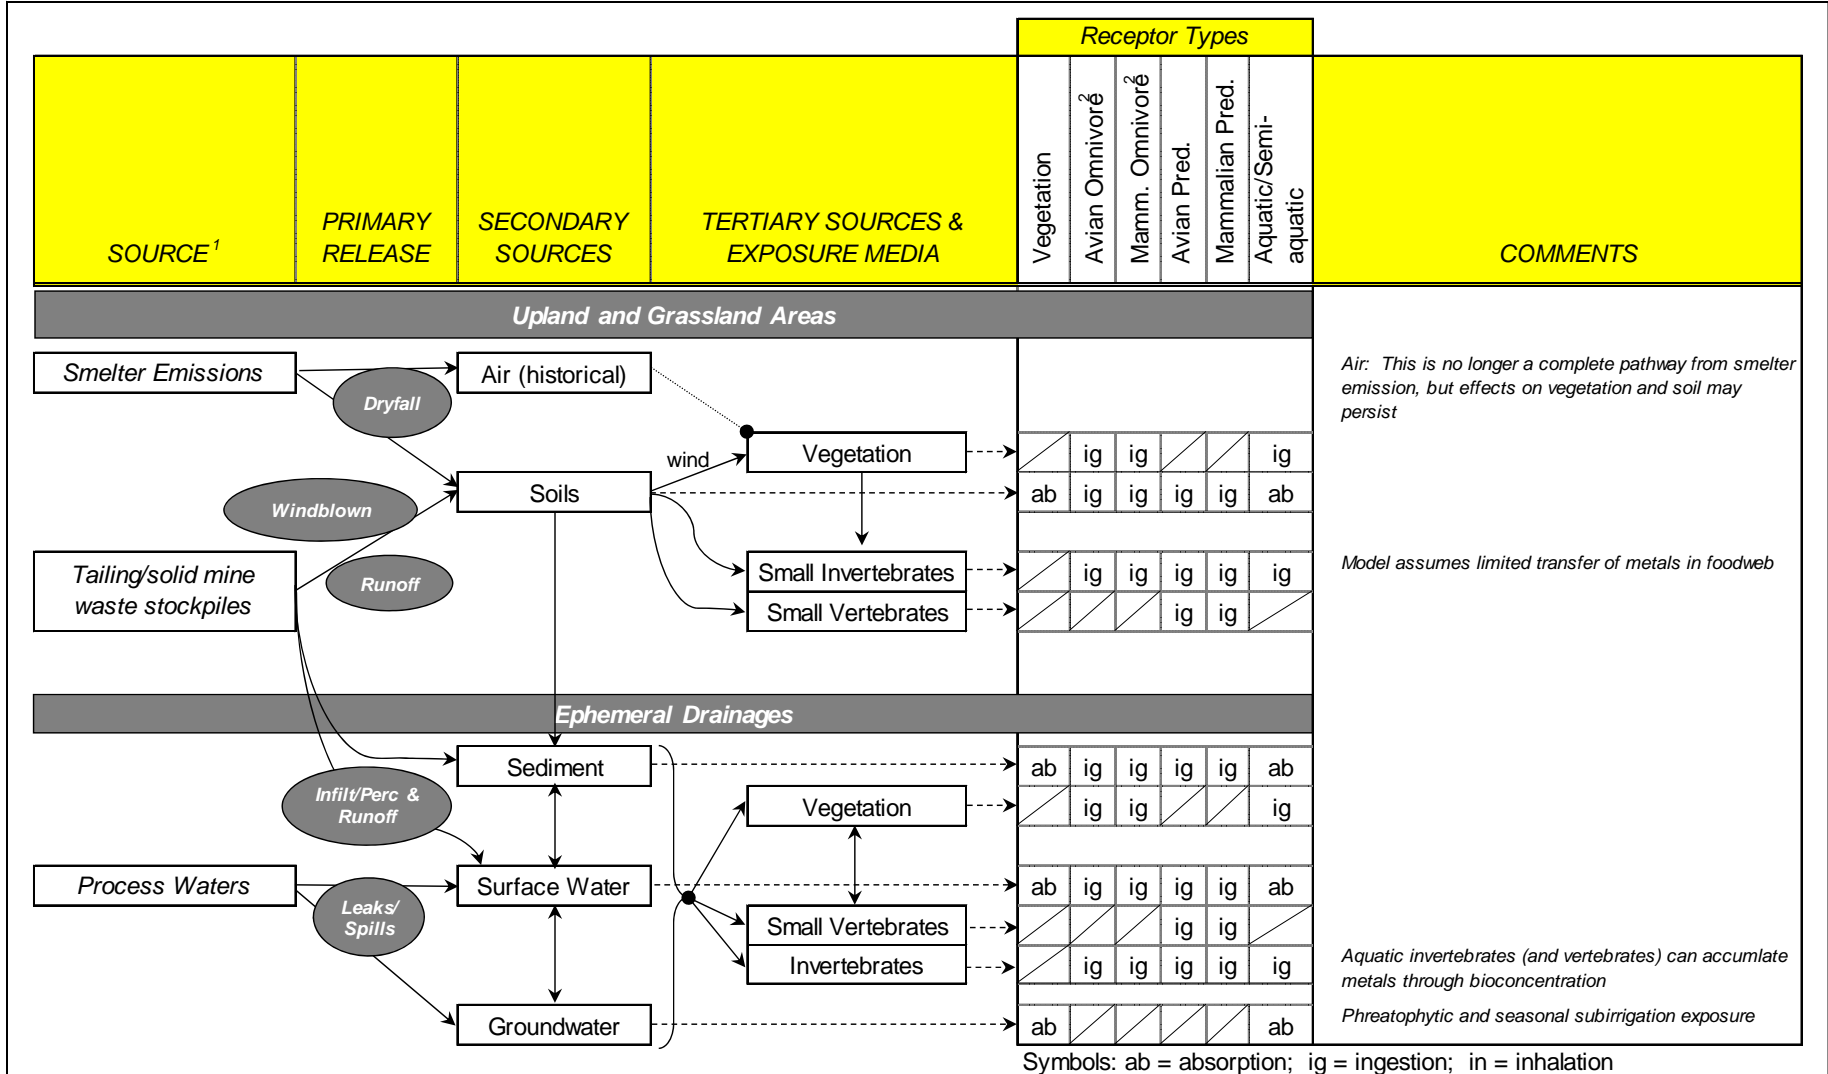 Receptor Types
SOURCE 1
PRIMARY
RELEASE
SECONDARY
SOURCES
TERTIARY SOURCES &
EXPOSURE MEDIA
Vegetation
Avian Omnivore 2
Mamm. Omnivore 2
Avian Pred.
Mammalian Pred.
Aquatic/Semi-
aquatic
COMMENTS
Upland and Grassland Areas
Smelter Emissions
Air (historical)
Dryfall
Air: This is no longer a complete pathway from smelter
emission, but effects on vegetation and soil may
persist
wind
Vegetation
ig ig ig
Windblown
Soils
ab ig ig ig ig ab
Tailing/solid mine
waste stockpiles
Runoff
Small Invertebrates
ig ig ig ig ig
Model assumes limited transfer of metals in foodweb
Small Vertebrates
ig ig
Ephemeral Drainages
Sediment
ab ig ig ig ig ab
Infilt/Perc &
Runoff
Vegetation
ig ig ig
Process Waters
Surface Water
ab ig ig ig ig ab
Leaks/
Spills
Small Vertebrates
ig ig
Invertebrates
ig ig ig ig ig
Aquatic invertebrates (and vertebrates) can accumlate
metals through bioconcentration
Groundwater
ab ab
Phreatophytic and seasonal subirrigation exposure
Symbols: ab = absorption; ig = ingestion; in = inhalation